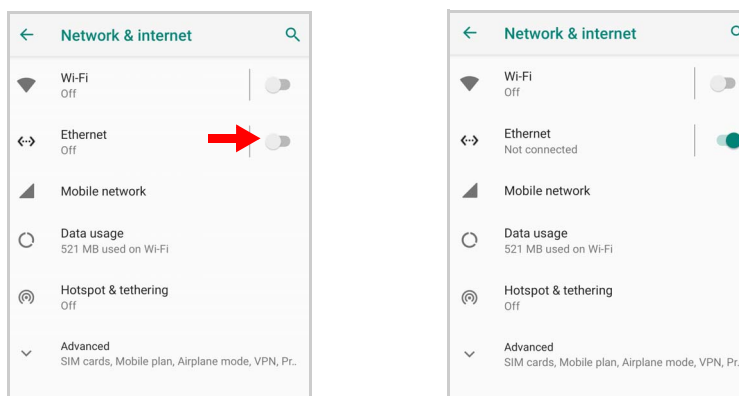 Network & internet
Wi-Fi
Off
Ethernet
Off
Mobile network
Data usage
521 MB used on Wi-Fi
Hotspot & tethering
Off
Advanced
SIM cards, Mobile plan, Airplane mode, VPN, Pr..
Network & internet
Wi-Fi
Off
Ethernet
Not connected
Mobile network
Data usage
521 MB used on Wi-Fi
Hotspot & tethering
Off
Advanced
SIM cards, Mobile plan, Airplane mode, VPN, Pr.